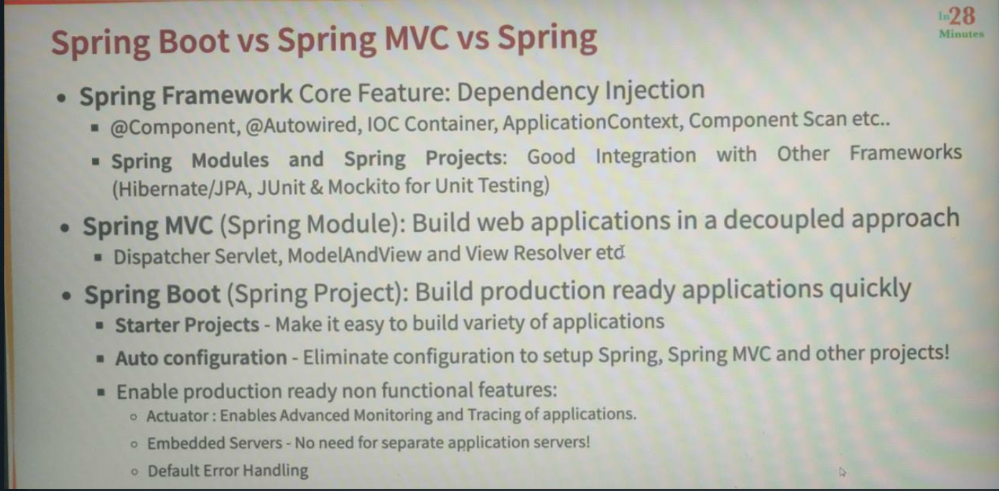 In28
Minutes
Spring Boot vs Spring MVC vs Spring
• Spring Framework Core Feature: Dependency Injection
▪ @Component, @Autowired, IOC Container, ApplicationContext, Component Scan etc..
▪ Spring Modules and Spring Projects: Good Integration with Other Frameworks
(Hibernate/JPA, JUnit & Mockito for Unit Testing)
• Spring MVC (Spring Module): Build web applications in a decoupled approach
▪ Dispatcher Servlet, ModelAndView and View Resolver etc
• Spring Boot (Spring Project): Build production ready applications quickly
▪ Starter Projects - Make it easy to build variety of applications
▪ Auto configuration - Eliminate configuration to setup Spring, Spring MVC and other projects!
▪ Enable production ready non functional features:
○ Actuator : Enables Advanced Monitoring and Tracing of applications.
○ Embedded Servers - No need for separate application servers!
○ Default Error Handling